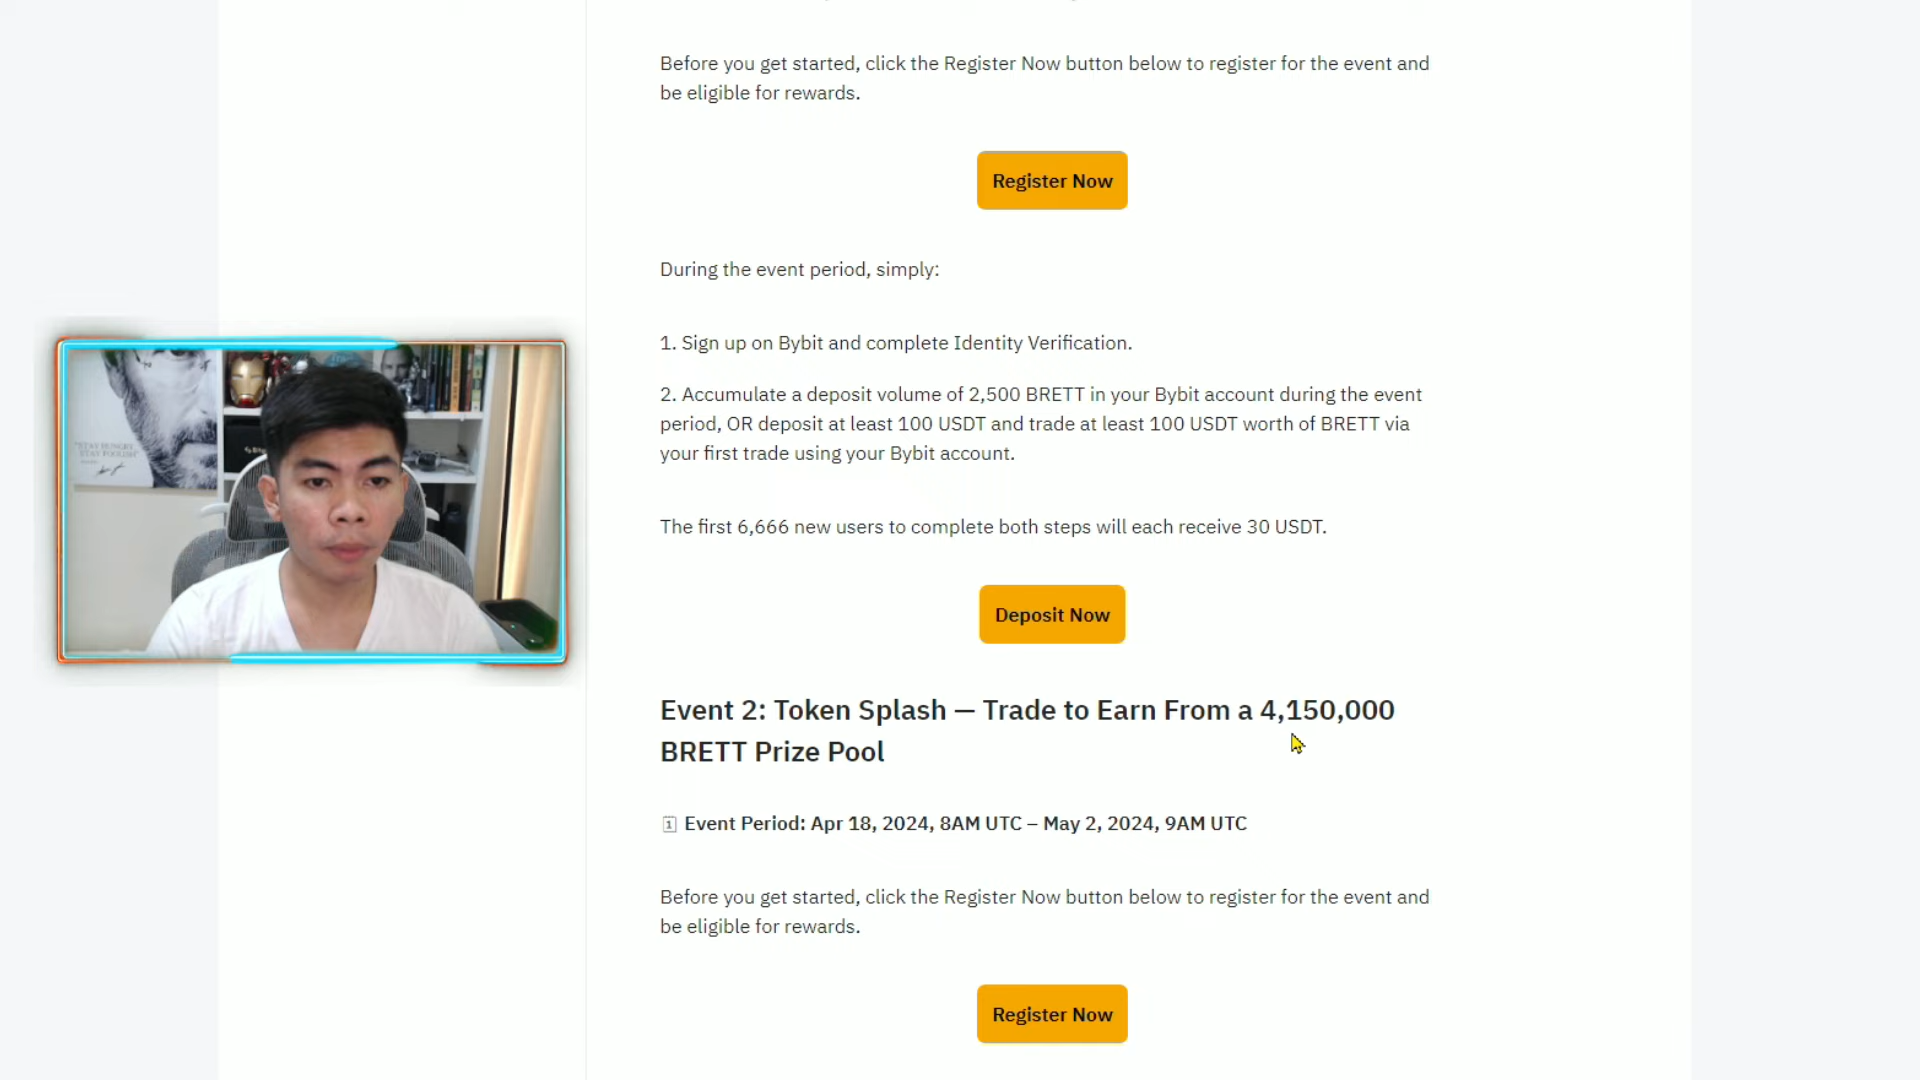 Before you get started, click the Register Now button below to register for the event and
be eligible for rewards.
Register Now
During the event period, simply:
1. Sign up on Bybit and complete Identity Verification.
2. Accumulate a deposit volume of 2,500 BRETT in your Bybit account during the event
period, OR deposit at least 100 USDT and trade at least 100 USDT worth of BRETT via
your first trade using your Bybit account.
The first 6,666 new users to complete both steps will each receive 30 USDT.
Deposit Now
"STAY HUNGRY
STAY FOOLISH"
Event 2: Token Splash — Trade to Earn From a 4,150,000
BRETT Prize Pool
Event Period: Apr 18, 2024, 8AM UTC – May 2, 2024, 9AM UTC
Before you get started, click the Register Now button below to register for the event and
be eligible for rewards.
Register Now